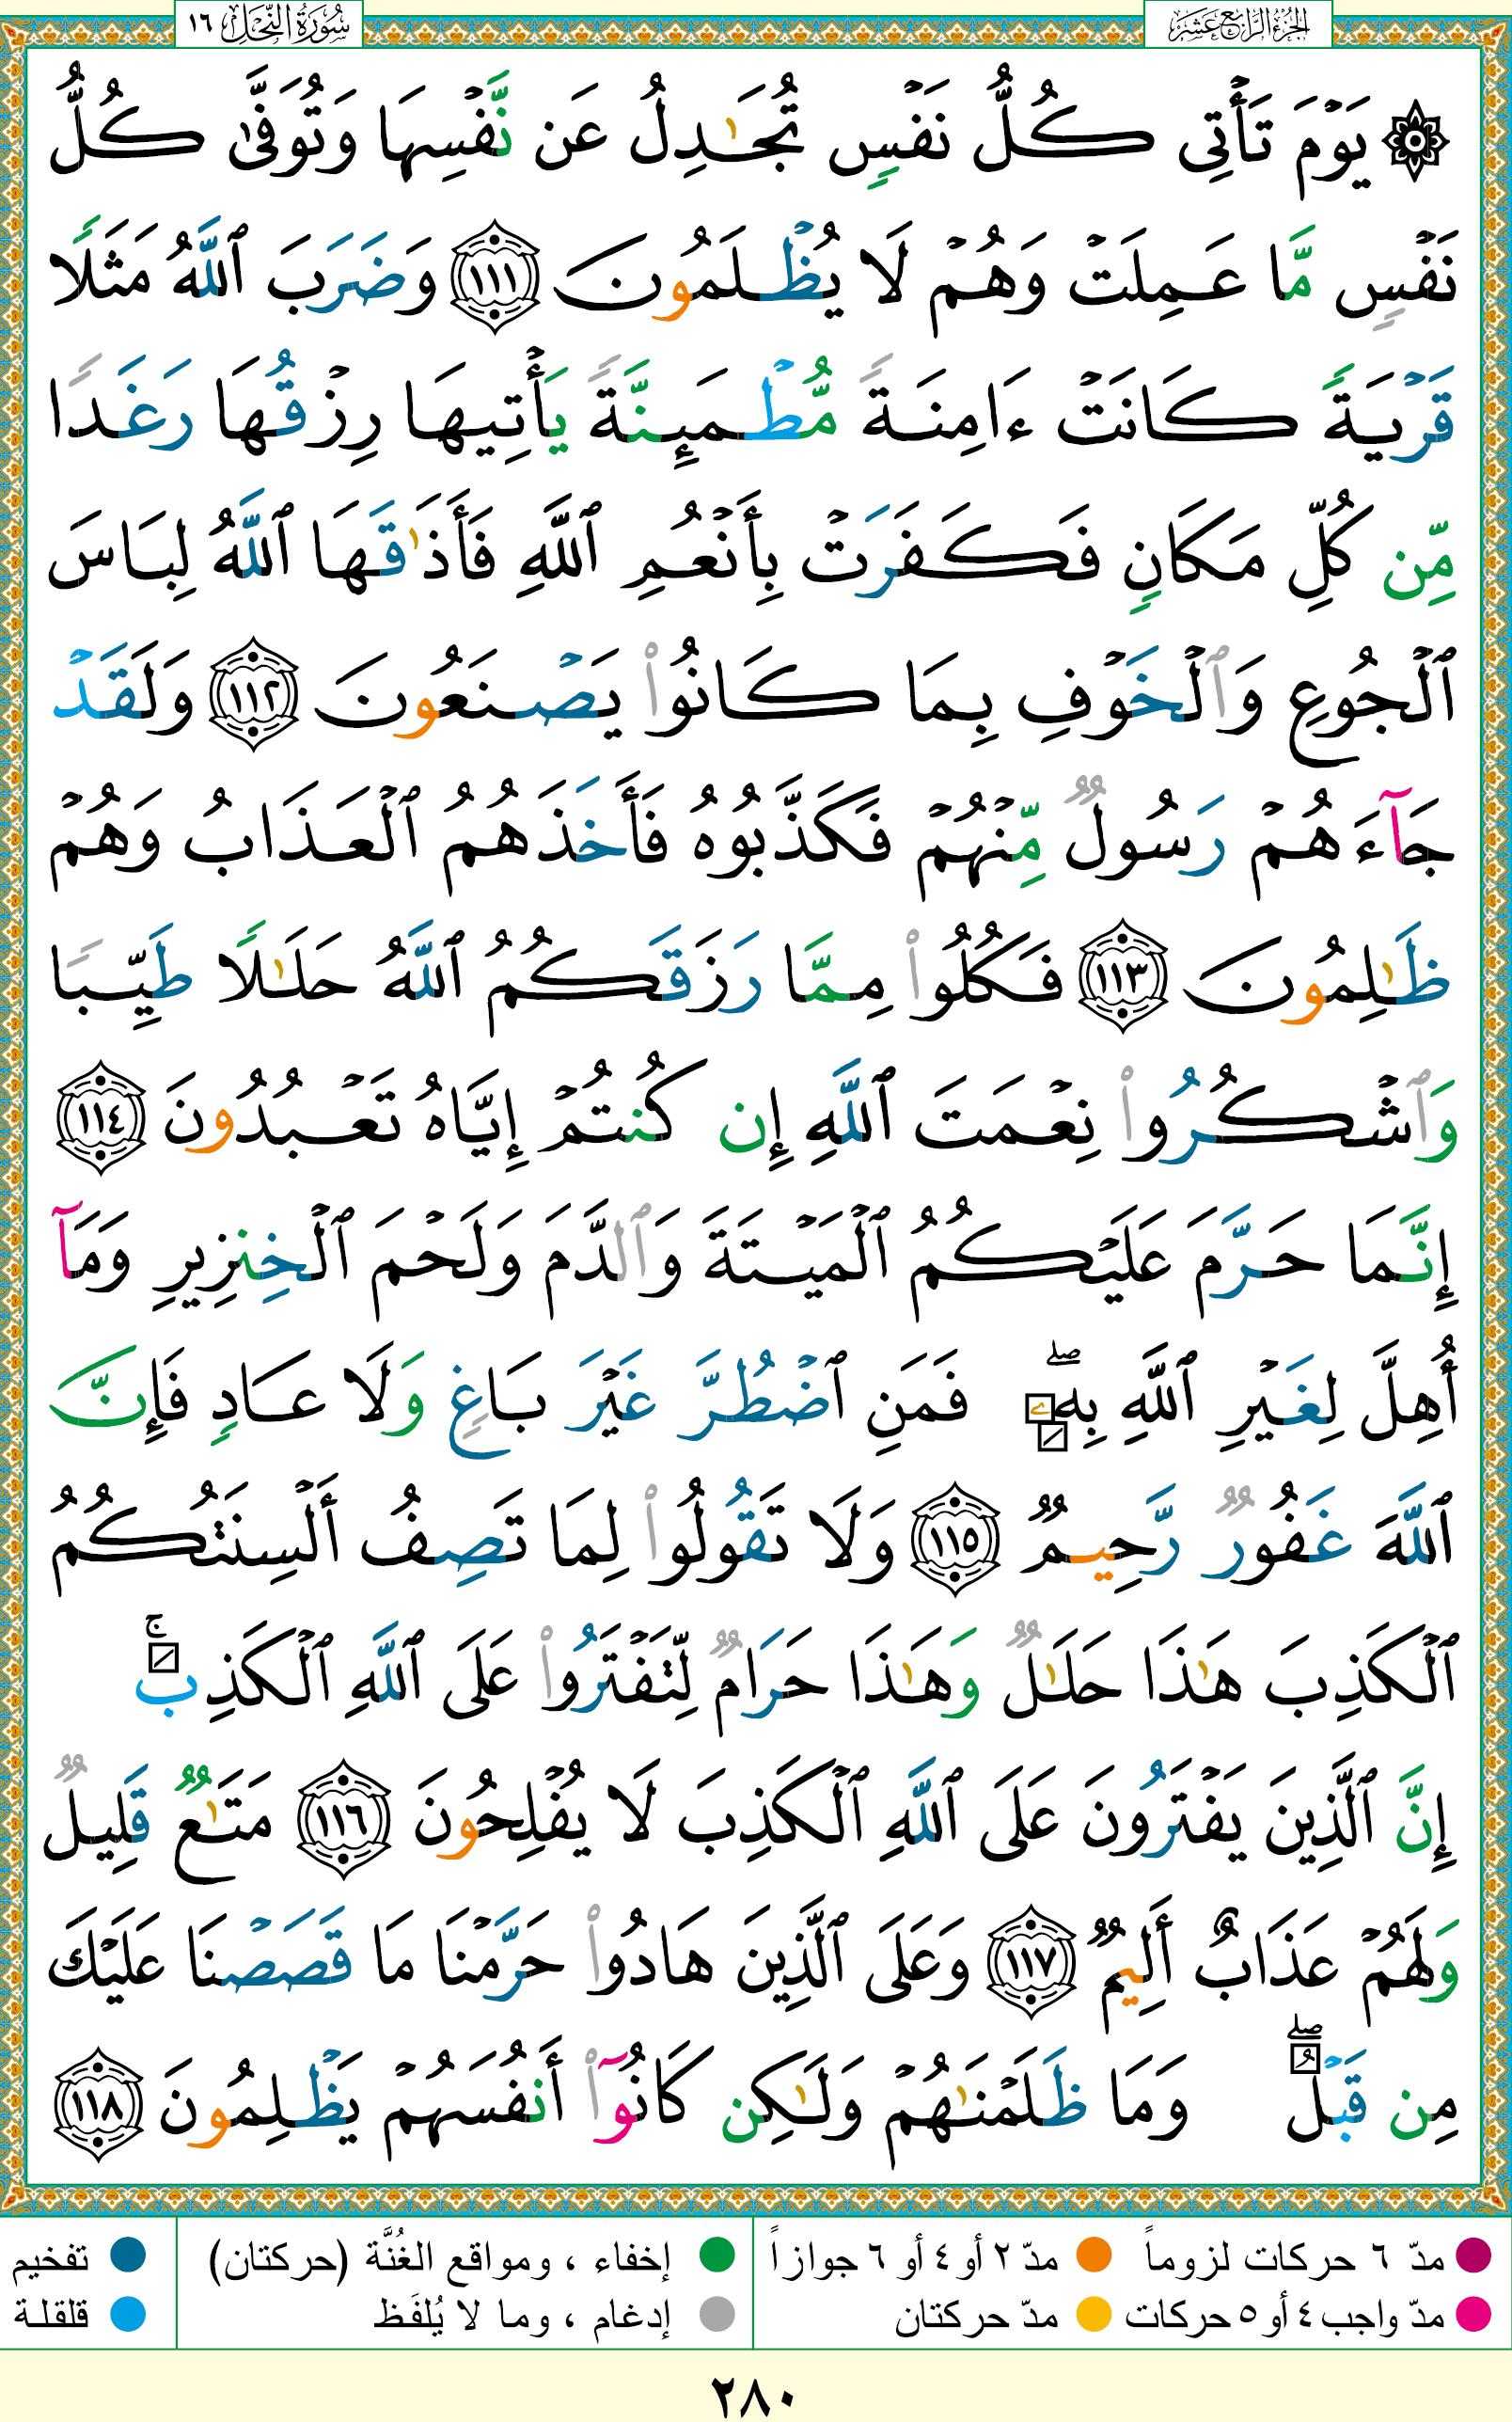 الجزء الرابع عشر
سورة النحل ١٦
۞ يَوْمَ تَأْتِى كُلُّ نَفْسٍ تُجَٰدِلُ عَن نَّفْسِهَا وَتُوَفَّىٰ كُلُّ
نَفْسٍ مَّا عَمِلَتْ وَهُمْ لَا يُظْلَمُونَ ١١١ وَضَرَبَ ٱللَّهُ مَثَلًا
قَرْيَةً كَانَتْ ءَامِنَةً مُّطْمَئِنَّةً يَأْتِيهَا رِزْقُهَا رَغَدًا
مِّن كُلِّ مَكَانٍ فَكَفَرَتْ بِأَنْعُمِ ٱللَّهِ فَأَذَٰقَهَا ٱللَّهُ لِبَاسَ
ٱلْجُوعِ وَٱلْخَوْفِ بِمَا كَانُوا۟ يَصْنَعُونَ ١١٢ وَلَقَدْ
جَآءَهُمْ رَسُولٌ مِّنْهُمْ فَكَذَّبُوهُ فَأَخَذَهُمُ ٱلْعَذَابُ وَهُمْ
ظَٰلِمُونَ ١١٣ فَكُلُوا۟ مِمَّا رَزَقَكُمُ ٱللَّهُ حَلَٰلًا طَيِّبًا
وَٱشْكُرُوا۟ نِعْمَتَ ٱللَّهِ إِن كُنتُمْ إِيَّاهُ تَعْبُدُونَ ١١٤
إِنَّمَا حَرَّمَ عَلَيْكُمُ ٱلْمَيْتَةَ وَٱلدَّمَ وَلَحْمَ ٱلْخِنزِيرِ وَمَآ
أُهِلَّ لِغَيْرِ ٱللَّهِ بِهِۦ ۖ فَمَنِ ٱضْطُرَّ غَيْرَ بَاغٍ وَلَا عَادٍ فَإِنَّ
ٱللَّهَ غَفُورٌ رَّحِيمٌ ١١٥ وَلَا تَقُولُوا۟ لِمَا تَصِفُ أَلْسِنَتُكُمُ
ٱلْكَذِبَ هَٰذَا حَلَٰلٌ وَهَٰذَا حَرَامٌ لِّتَفْتَرُوا۟ عَلَى ٱللَّهِ ٱلْكَذِبَ ۚ
إِنَّ ٱلَّذِينَ يَفْتَرُونَ عَلَى ٱللَّهِ ٱلْكَذِبَ لَا يُفْلِحُونَ ١١٦ مَتَٰعٌ قَلِيلٌ
وَلَهُمْ عَذَابٌ أَلِيمٌ ١١٧ وَعَلَى ٱلَّذِينَ هَادُوا۟ حَرَّمْنَا مَا قَصَصْنَا عَلَيْكَ
مِن قَبْلُ ۖ وَمَا ظَلَمْنَٰهُمْ وَلَٰكِن كَانُوٓا۟ أَنفُسَهُمْ يَظْلِمُونَ ١١٨
مدّ ٦ حركات لزوماً مدّ ٢ أو ٤ أو ٦ جوازاً إخفاء ، ومواقع الغُنَّة (حركتان) تفخيم
مدّ واجب ٤ أو ٥ حركات مدّ حركتان إدغام ، وما لا يُلفَظ قلقلة
٢٨٠